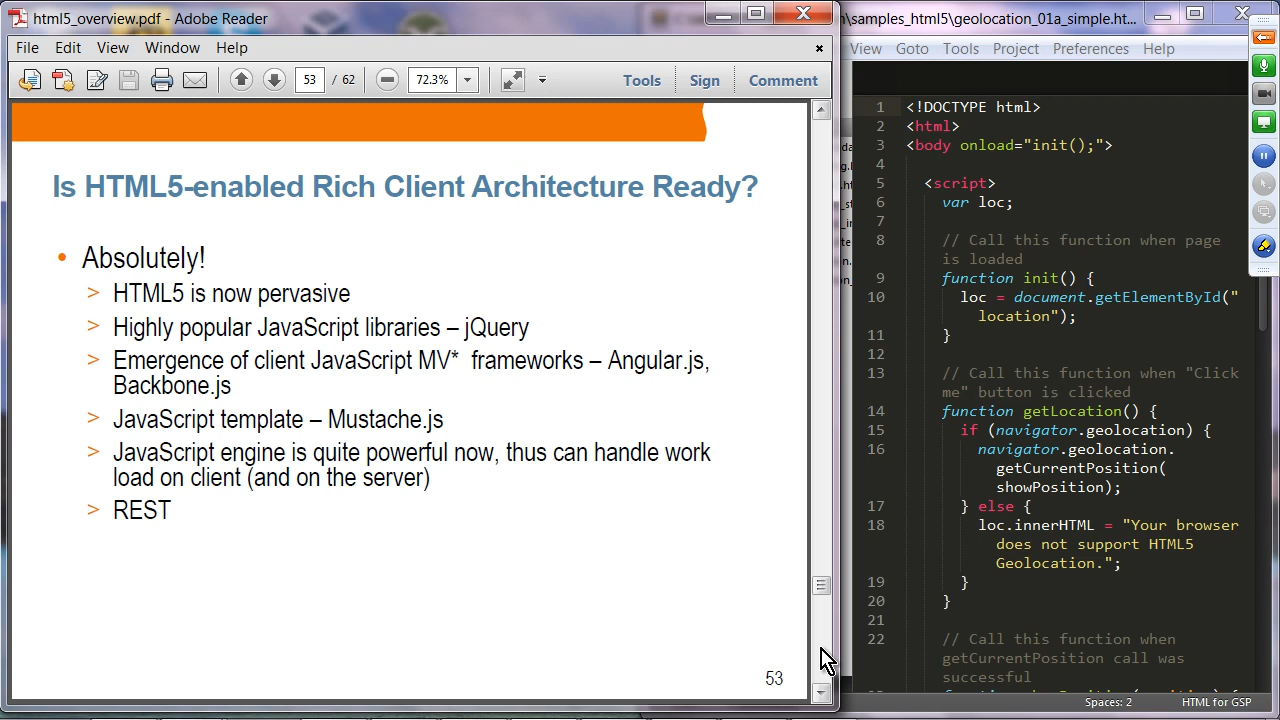 html5_overview.pdf - Adobe Reader
File Edit View Window Help
53 / 62 72.3% Tools Sign Comment
Is HTML5-enabled Rich Client Architecture Ready?
• Absolutely!
> HTML5 is now pervasive
> Highly popular JavaScript libraries – jQuery
> Emergence of client JavaScript MV* frameworks – Angular.js,
Backbone.js
> JavaScript template – Mustache.js
> JavaScript engine is quite powerful now, thus can handle work
load on client (and on the server)
> REST
53
\samples_html5\geolocation_01a_simple.ht...
View Goto Tools Project Preferences Help
1 <!DOCTYPE html>
2 <html>
3 <body onload="init();">
4
5 <script>
6 var loc;
7
8 // Call this function when page
is loaded
9 function init() {
10 loc = document.getElementById("
location");
11 }
12
13 // Call this function when "Click
me" button is clicked
14 function getLocation() {
15 if (navigator.geolocation) {
16 navigator.geolocation.
getCurrentPosition(
showPosition);
17 } else {
18 loc.innerHTML = "Your browser
does not support HTML5
Geolocation.";
19 }
20 }
21
22 // Call this function when
getCurrentPosition call was
successful
Spaces: 2 HTML for GSP